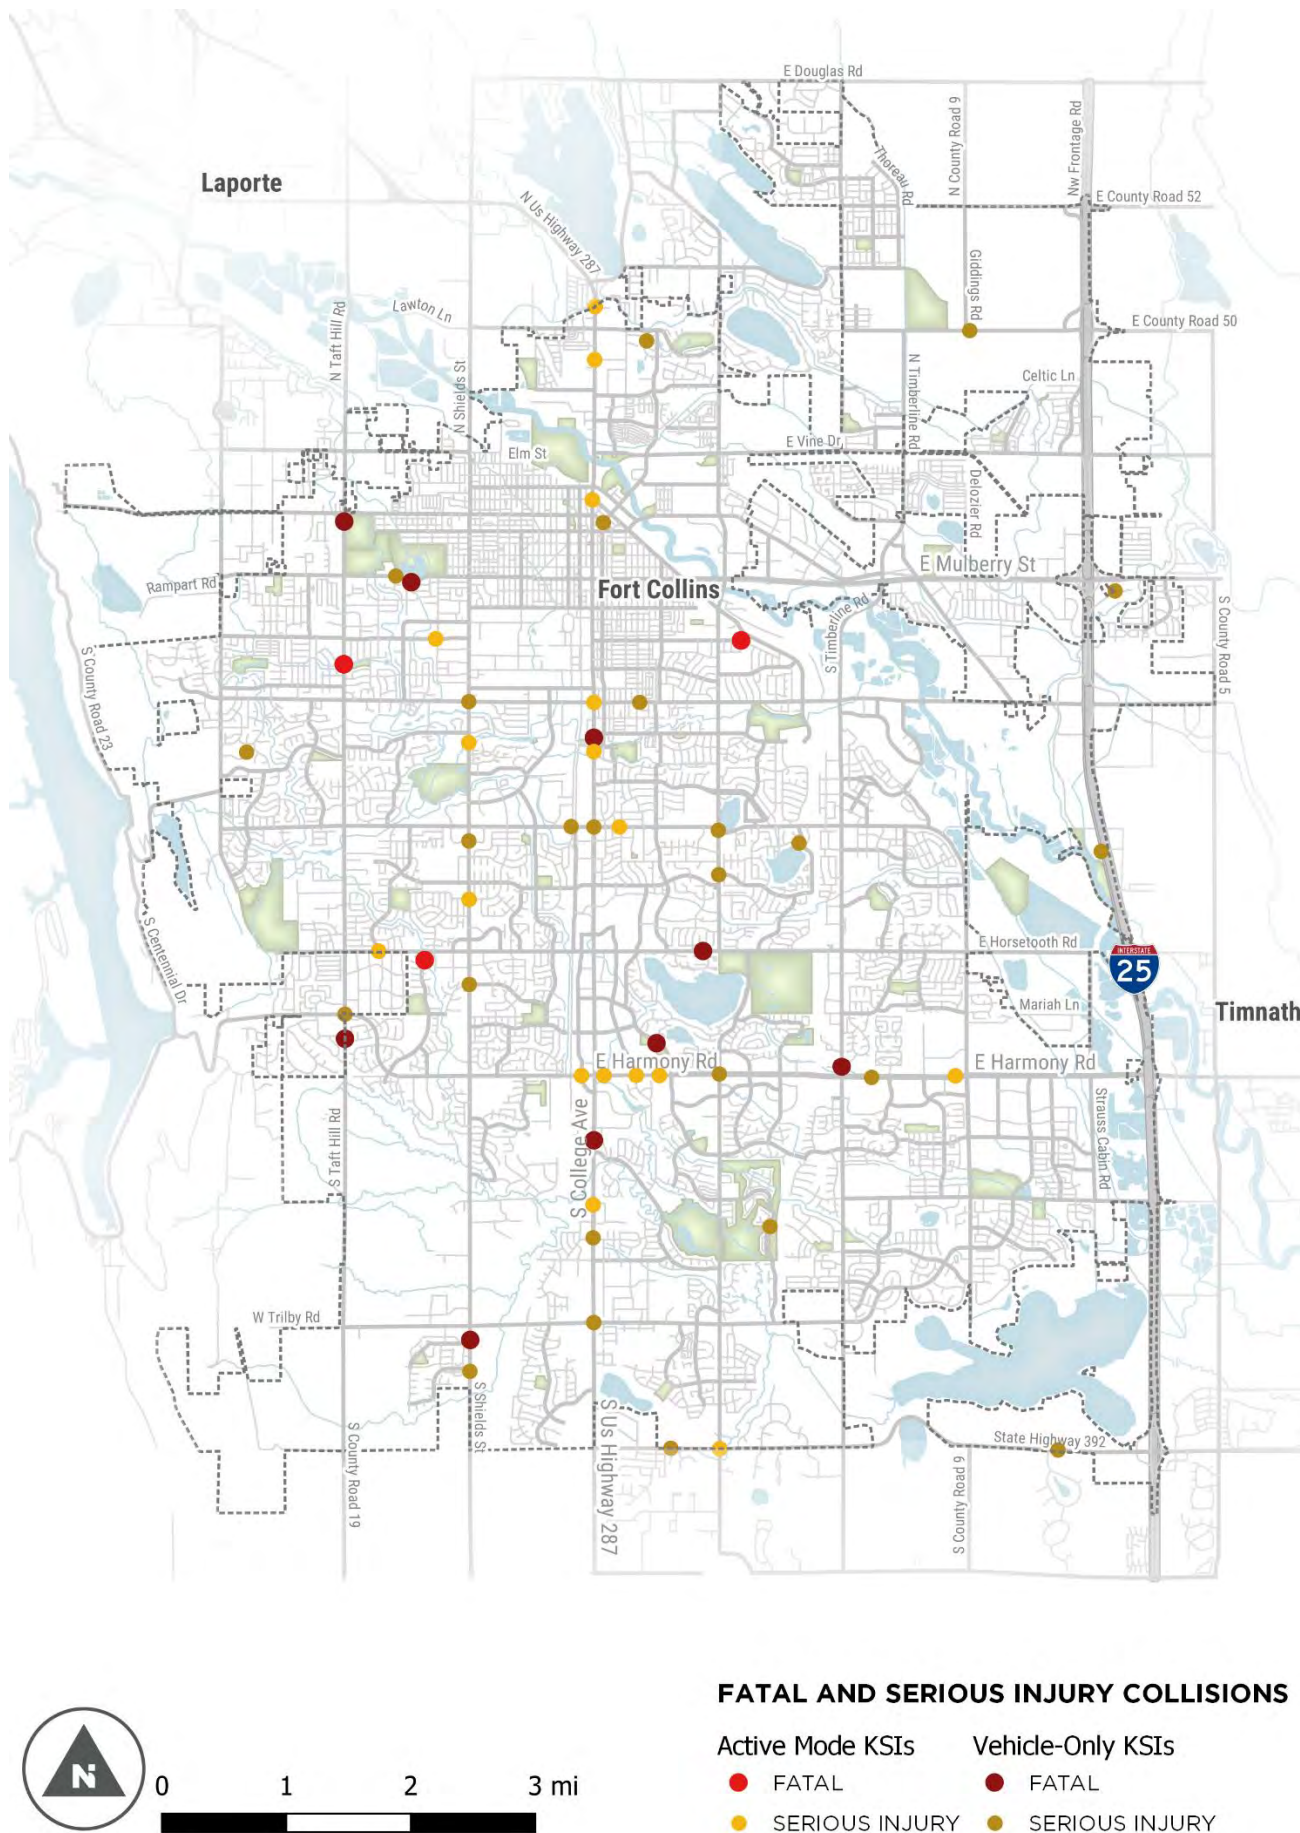 E Douglas Rd
N County Road 9
Nw Frontage Rd
Thoreau Rd
Laporte
E County Road 52
N Us Highway 287
Giddings Rd
Lawton Ln
N Taft Hill Rd
E County Road 50
N Shields St
N Timberline Rd
Celtic Ln
E Vine Dr
Elm St
Delozier Rd
E Mulberry St
Rampart Rd
Fort Collins
S Timberline Rd
S County Road 5
S County Road 23
S Centennial Dr
E Horsetooth Rd
INTERSTATE
25
Mariah Ln
Timnath
E Harmony Rd
E Harmony Rd
S Taft Hill Rd
S College Ave
Strauss Cabin Rd
W Trilby Rd
S Shields St
S Us Highway 287
S County Road 19
State Highway 392
S County Road 9
FATAL AND SERIOUS INJURY COLLISIONS
Active Mode KSIs Vehicle-Only KSIs
FATAL FATAL
SERIOUS INJURY SERIOUS INJURY
N
0 1 2 3 mi